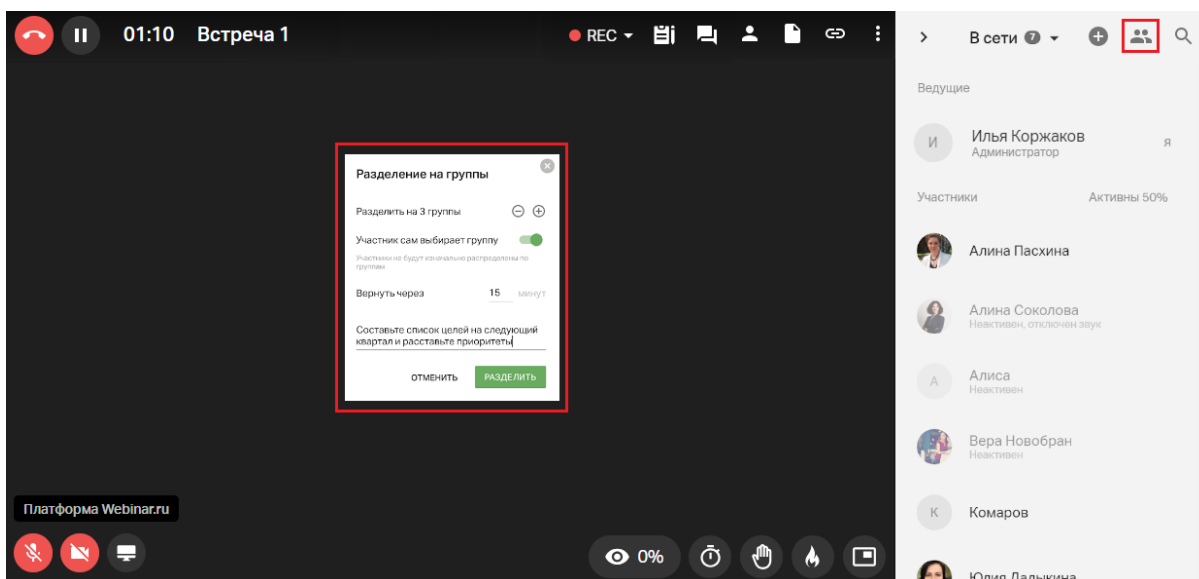 01:10 Встреча 1
REC
В сети 7
Ведущие
И
Илья Коржаков
я
Администратор
Участники
Активны 50%
Алина Пасхина
Алина Соколова
Неактивен, отключен звук
А
Алиса
Неактивен
Вера Новобран
Неактивен
К
Комаров
Юлия Ладыкина
Разделение на группы
Разделить на 3 группы
Участник сам выбирает группу
Участники не будут изначально распределены по
группам
Вернуть через 15 минут
Составьте список целей на следующий
квартал и расставьте приоритеты
ОТМЕНИТЬ РАЗДЕЛИТЬ
Платформа Webinar.ru
0%